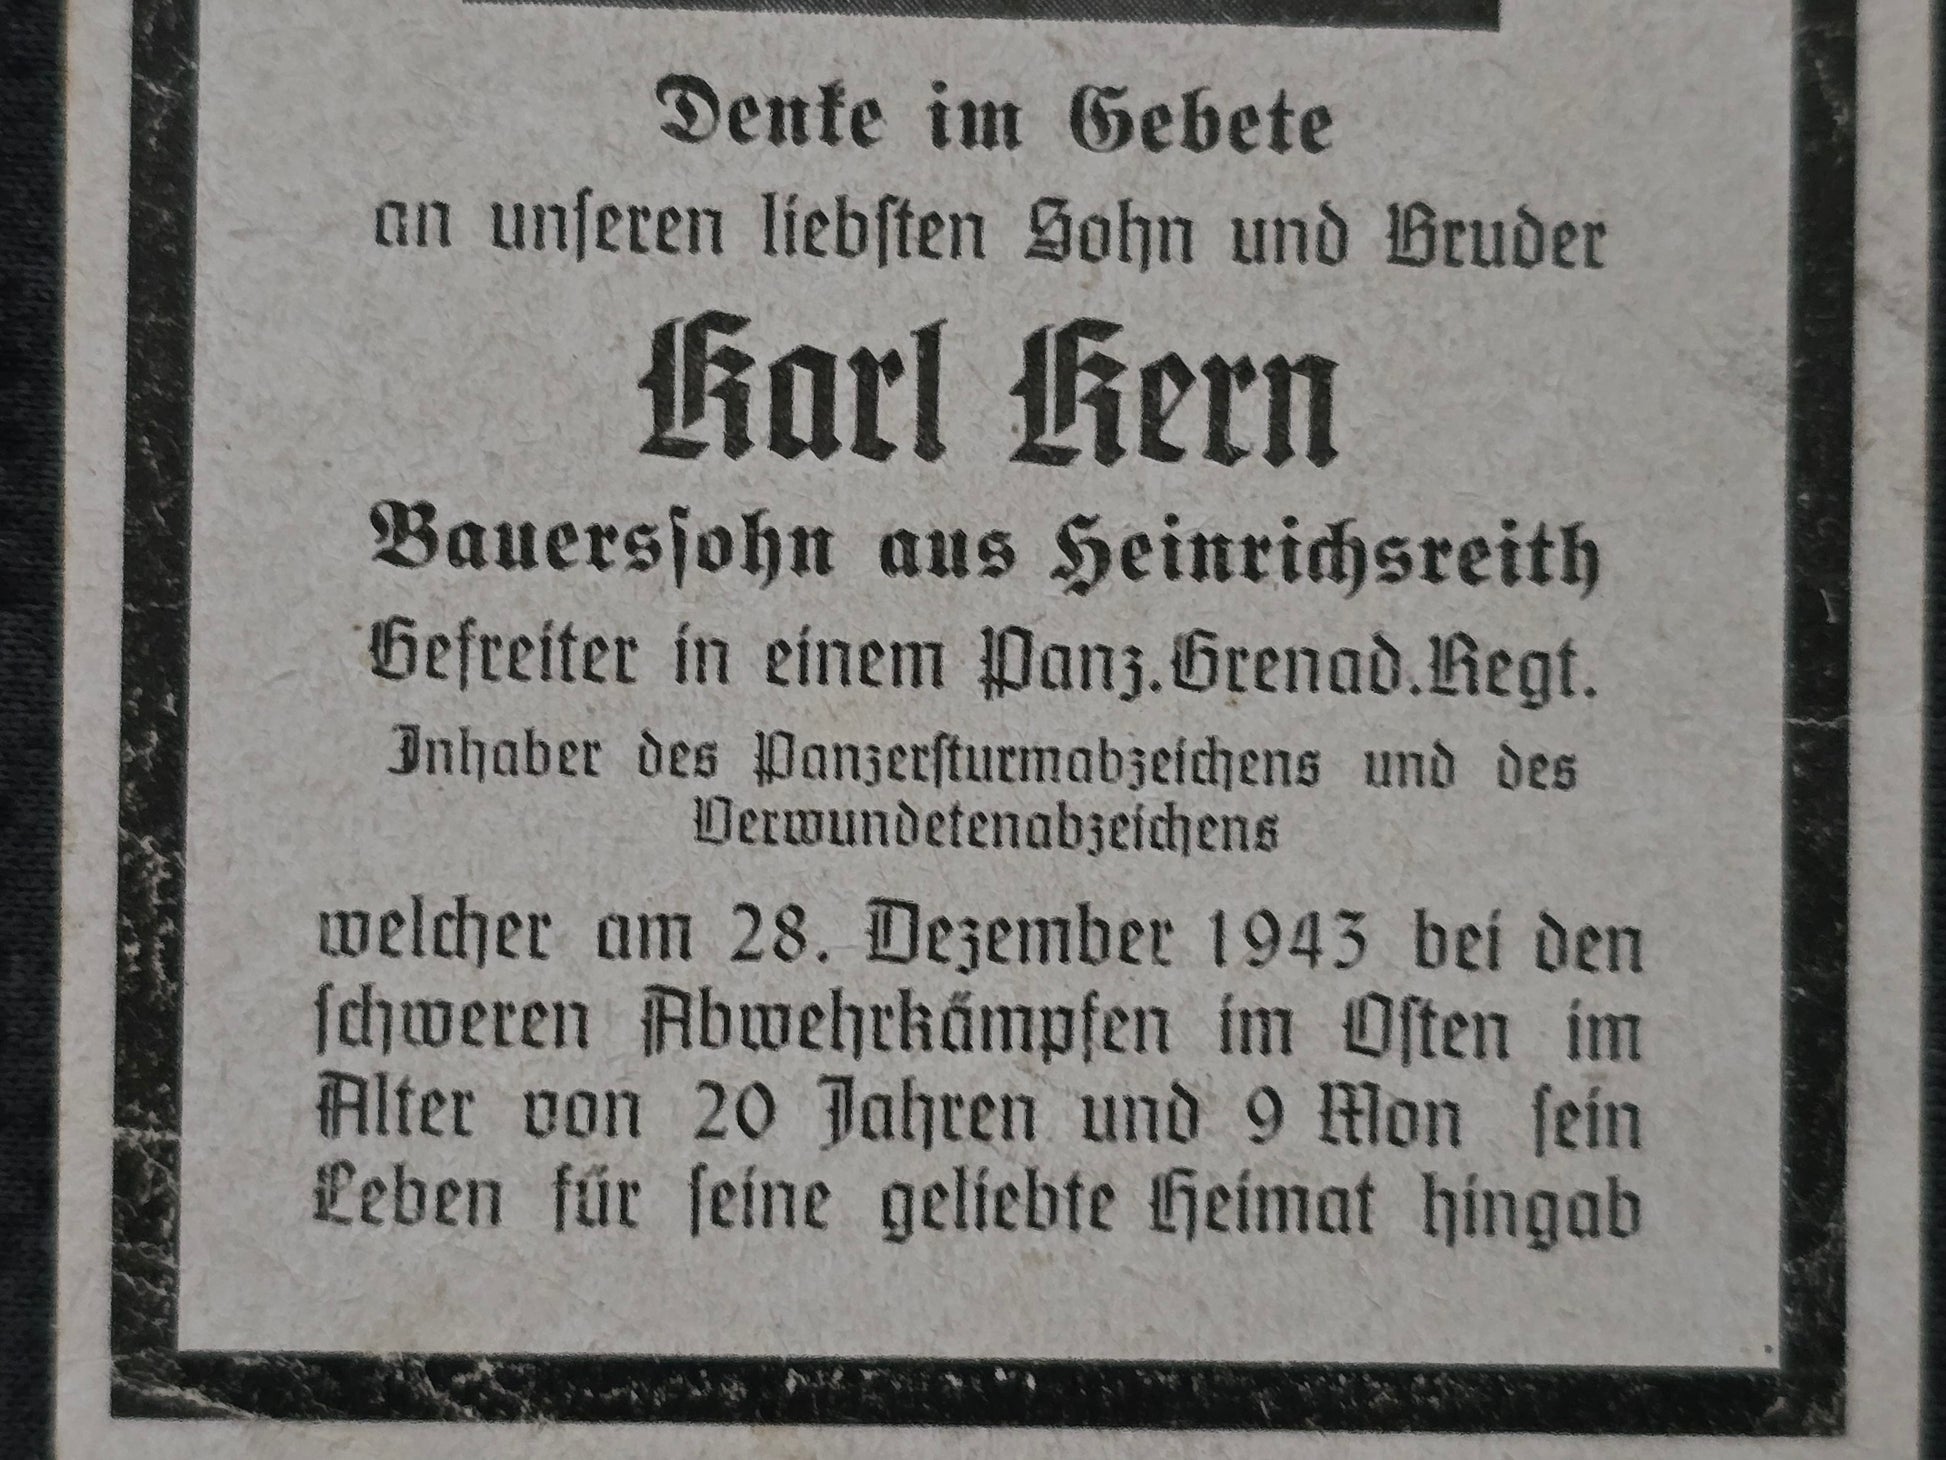 Denke im Gebete
an unseren liebsten Sohn und Bruder
Karl Kern
Bauerssohn aus Heinrichsreith
Gefreiter in einem Panz.Grenad.Regt.
Inhaber des Panzersturmabzeichens und des
Verwundetenabzeichens
welcher am 28. Dezember 1943 bei den
schweren Abwehrkämpfen im Osten im
Alter von 20 Jahren und 9 Mon sein
Leben für seine geliebte Heimat hingab